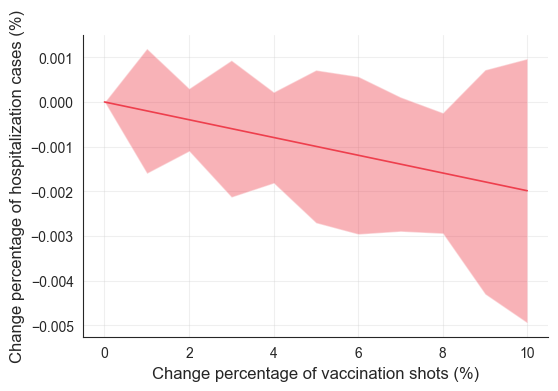 Change percentage of hospitalization cases (%)
0.001
0.000
−0.001
−0.002
−0.003
−0.004
−0.005
0 2 4 6 8 10
Change percentage of vaccination shots (%)